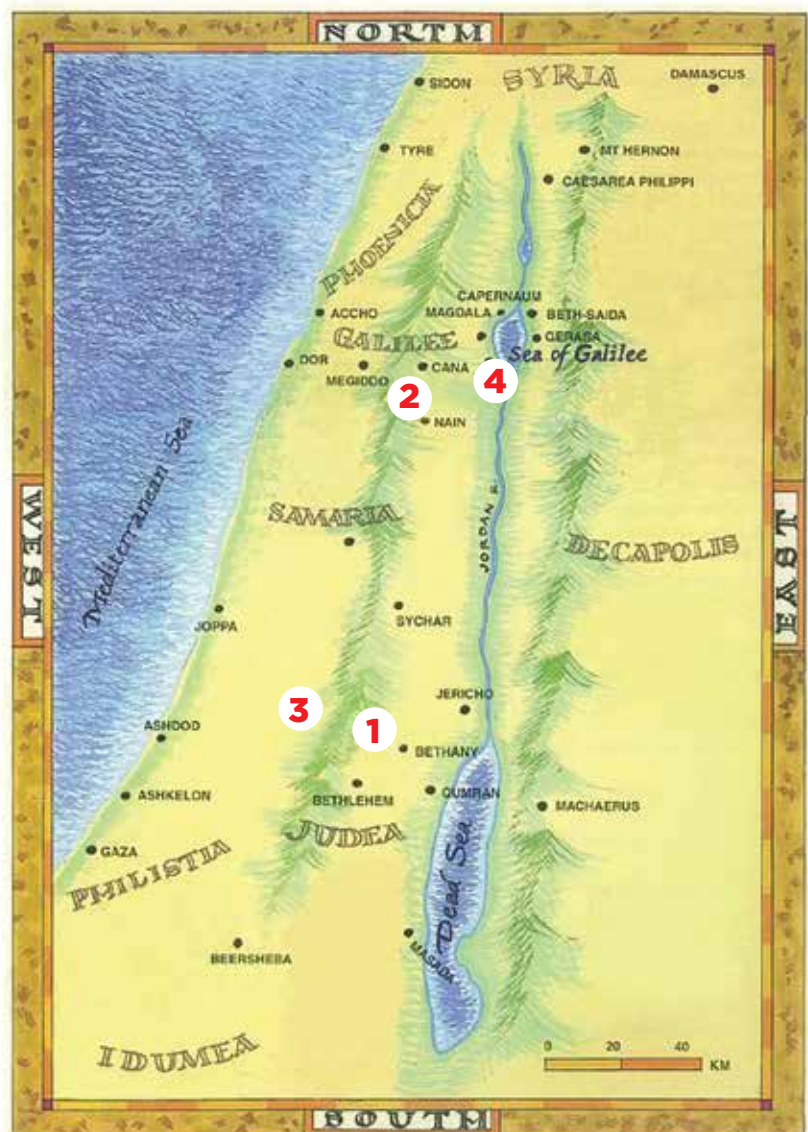 NORTH
SYRIA
DAMASCUS
SIDON
TYRE
MT HERNON
CAESAREA PHILIPPI
PHOENICIA
CAPERNAUM
ACCHO
MAGDALA
BETH-SAIDA
GALILEE
GERASA
Sea of Galilee
DOR
MEGIDDO
CANA
4
2
NAIN
Mediterranean Sea
WEST
EAST
SAMARIA
JORDAN R.
DECAPOLIS
JOPPA
SYCHAR
3
JERICHO
1
ASHDOD
BETHANY
ASHKELON
BETHLEHEM
QUMRAN
MACHAERUS
JUDEA
GAZA
PHILISTIA
Dead Sea
BEERSHEBA
MASADA
IDUMEA
0 20 40
KM
SOUTH